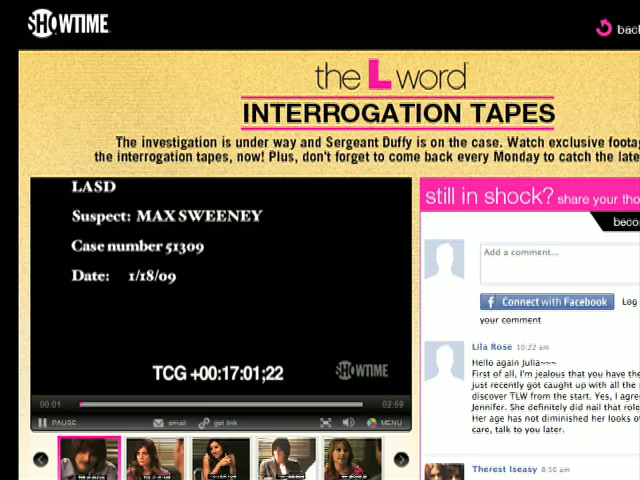 SHOWTIME
the L word
INTERROGATION TAPES
The investigation is under way and Sergeant Duffy is on the case. Watch exclusive
the interrogation tapes, now! Plus, don't forget to come back every Monday to catch the
LASD
Suspect: MAX SWEENEY
Case number 51309
Date: 1/18/09
TCG +00:17:01;22
SHOWTIME
00:01
02:59
PAUSE
email
get link
MENU
still in shock? share your
Add a comment...
Connect with Facebook
Log
your comment
Lila Rose 10:22 am
Hello again Julia~~~
First of all, I'm jealous that you have the
just recently got caught up with all the
discover TLW from the start. Yes, I
Jennifer. She definitely did nail that role
Her age has not diminished her looks
care, talk to you later.
Therest Iseasy 8:50 am